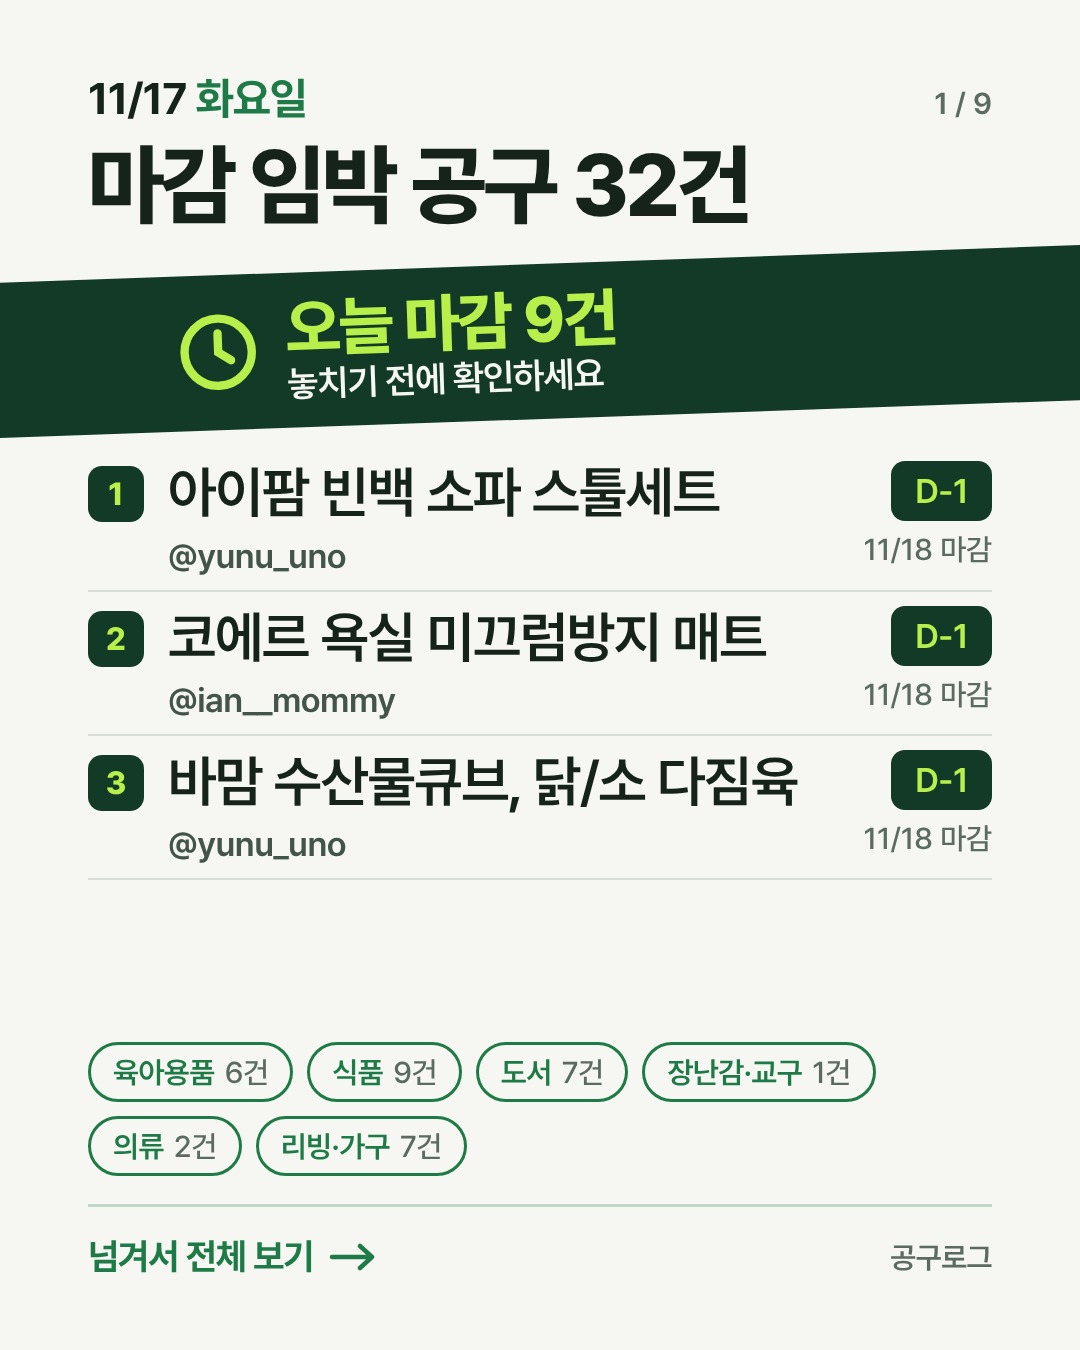 11/17 화요일
1 / 9
마감 임박 공구 32건
오늘 마감 9건
놓치기 전에 확인하세요
1 아이팜 빈백 소파 스툴세트 D-1
@yunu_uno 11/18 마감
2 코에르 욕실 미끄럼방지 매트 D-1
@ian__mommy 11/18 마감
3 바맘 수산물큐브, 닭/소 다짐육 D-1
@yunu_uno 11/18 마감
육아용품 6건 식품 9건 도서 7건 장난감·교구 1건
의류 2건 리빙·가구 7건
넘겨서 전체 보기 →
공구로그